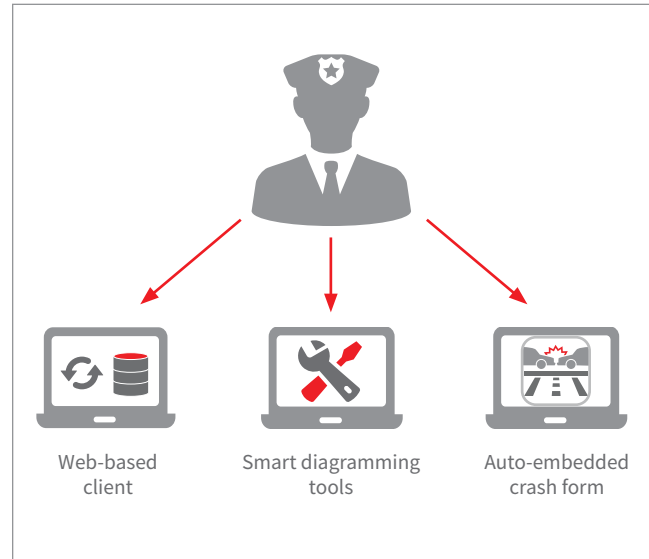 Web-based
client
Smart diagramming
tools
Auto-embedded
crash form